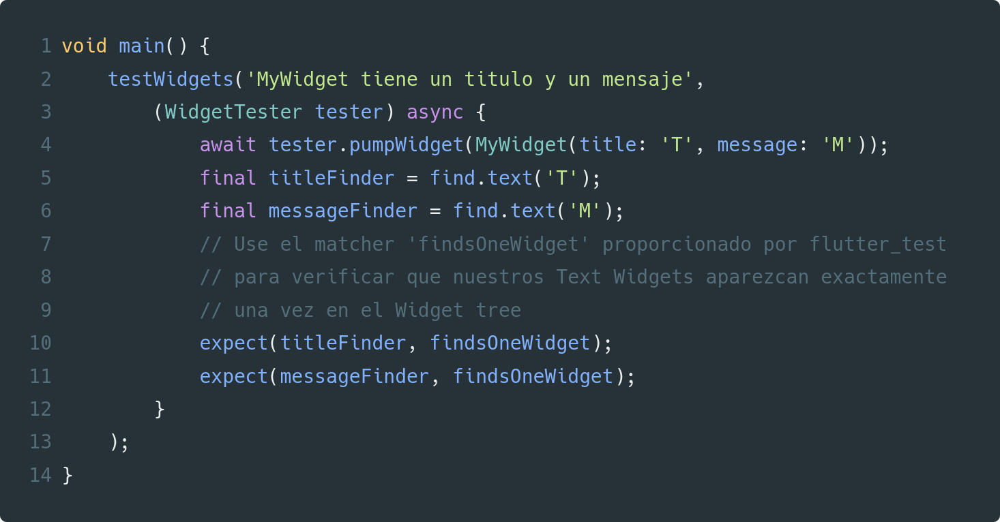 1 void main() {
2     testWidgets('MyWidget tiene un titulo y un mensaje',
3         (WidgetTester tester) async {
4             await tester.pumpWidget(MyWidget(title: 'T', message: 'M'));
5             final titleFinder = find.text('T');
6             final messageFinder = find.text('M');
7             // Use el matcher 'findsOneWidget' proporcionado por flutter_test
8             // para verificar que nuestros Text Widgets aparezcan exactamente
9             // una vez en el Widget tree
10             expect(titleFinder, findsOneWidget);
11             expect(messageFinder, findsOneWidget);
12         }
13     );
14 }